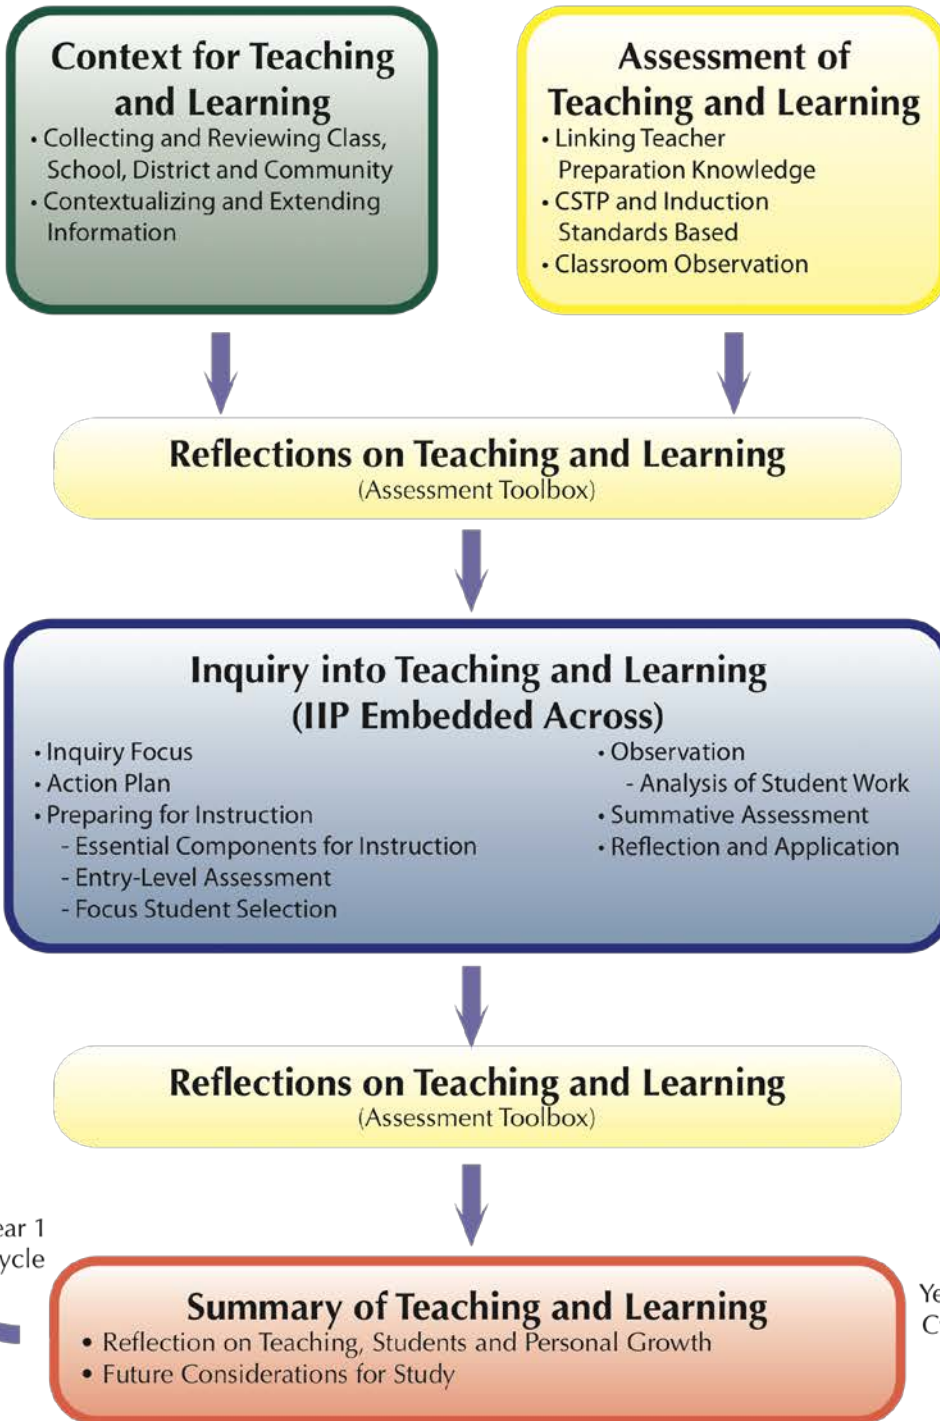 Context for Teaching
and Learning
• Collecting and Reviewing Class,
School, District and Community
• Contextualizing and Extending
Information
Assessment of
Teaching and Learning
• Linking Teacher
Preparation Knowledge
• CSTP and Induction
Standards Based
• Classroom Observation
Reflections on Teaching and Learning
(Assessment Toolbox)
Inquiry into Teaching and Learning
(IIP Embedded Across)
• Inquiry Focus
• Action Plan
• Preparing for Instruction
- Essential Components for Instruction
- Entry-Level Assessment
- Focus Student Selection
• Observation
- Analysis of Student Work
• Summative Assessment
• Reflection and Application
Reflections on Teaching and Learning
(Assessment Toolbox)
1
Summary of Teaching and Learning
• Reflection on Teaching, Students and Personal Growth
• Future Considerations for Study